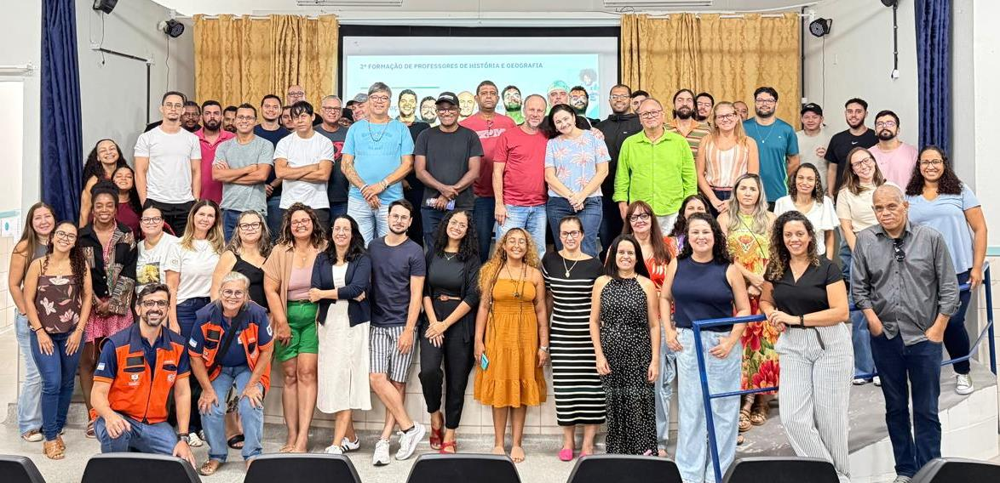 2ª FORMAÇÃO DE PROFESSORES DE HISTÓRIA E GEOGRAFIA